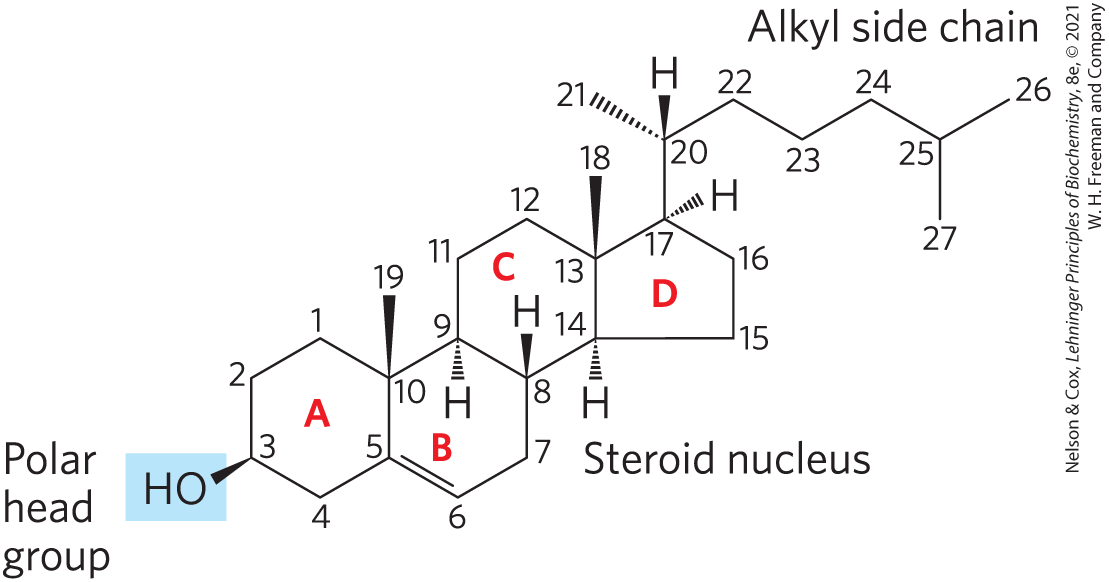 Alkyl side chain
H
21
22
24
26
20
23
25
18
H
12
17
27
11
13
16
C
19
D
H
1
9
14
15
2
10
8
H
H
A
5
B
3
7
Polar
head
group
HO
Steroid nucleus
4
6
Nelson & Cox, Lehninger Principles of Biochemistry, 8e, © 2021
W. H. Freeman and Company